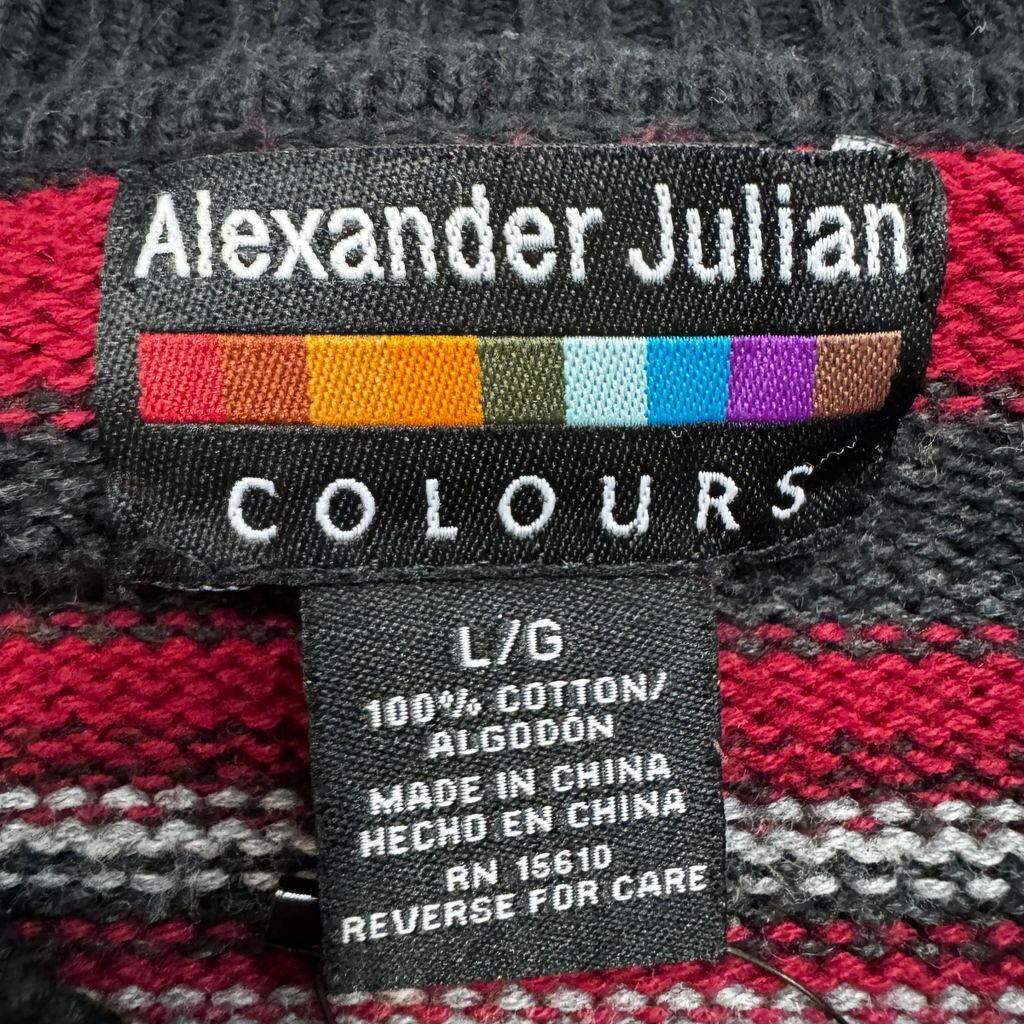 Alexander Julian
COLOURS
L/G
100% COTTON/
ALGODÓN
MADE IN CHINA
HECHO EN CHINA
RN 15610
REVERSE FOR CARE